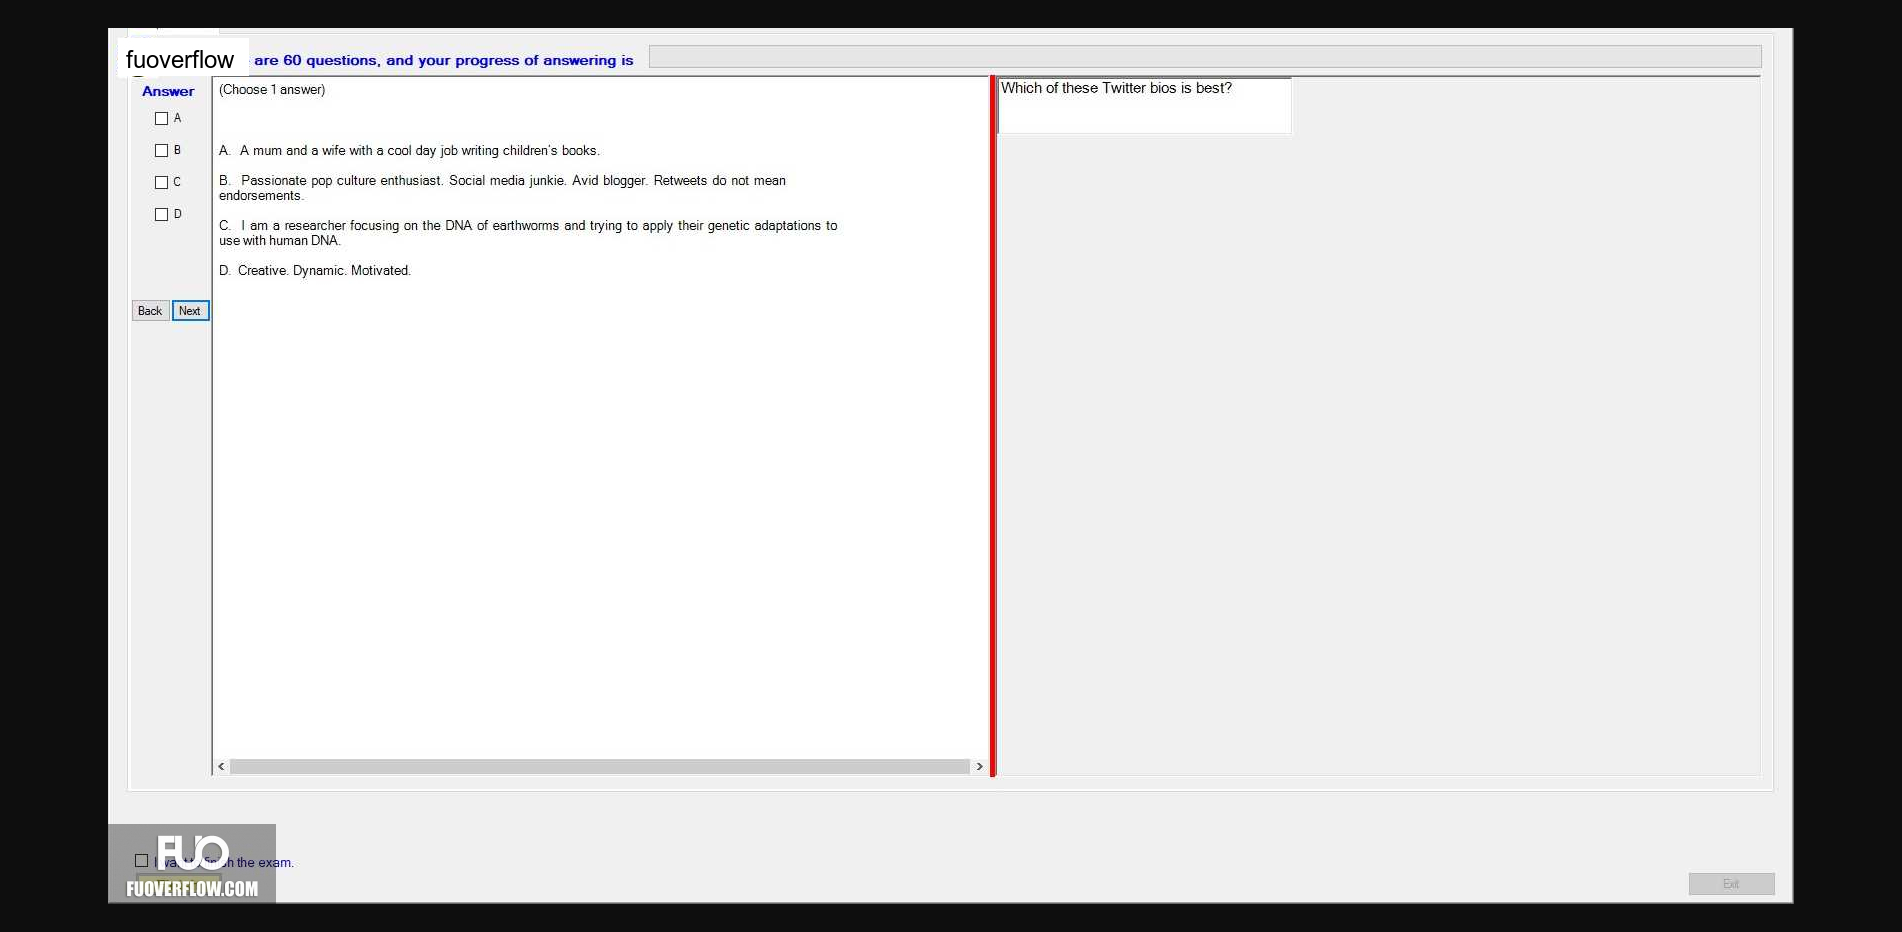 fuoverflow are 60 questions, and your progress of answering is
Answer
A
B
C
D
Back Next
(Choose 1 answer)
A. A mum and a wife with a cool day job writing children's books.
B. Passionate pop culture enthusiast. Social media junkie. Avid blogger. Retweets do not mean
endorsements.
C. I am a researcher focusing on the DNA of earthworms and trying to apply their genetic adaptations to
use with human DNA.
D. Creative. Dynamic. Motivated.
Which of these Twitter bios is best?
I want to finish the exam.
FUO
FUOVERFLOW.COM
Exit